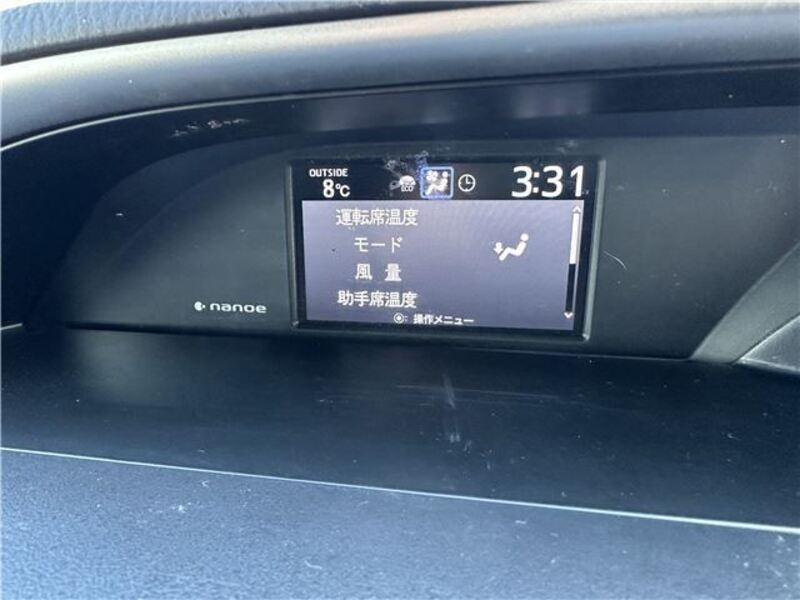 OUTSIDE
8℃ ECO 3:31
運転席温度
モード
風 量
助手席温度
nanoe
◉: 操作メニュー